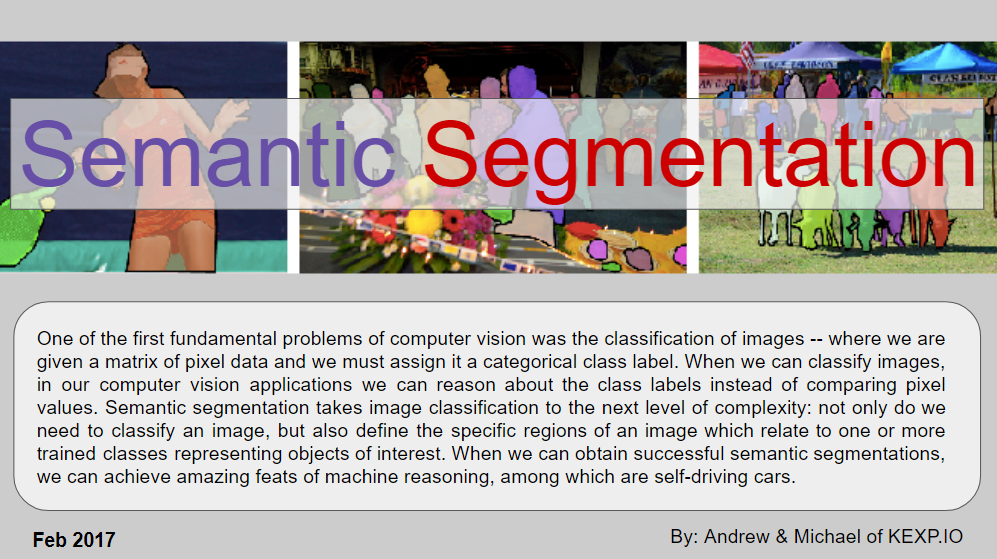 Semantic Segmentation
One of the first fundamental problems of computer vision was the classification of images -- where we are
given a matrix of pixel data and we must assign it a categorical class label. When we can classify images,
in our computer vision applications we can reason about the class labels instead of comparing pixel
values. Semantic segmentation takes image classification to the next level of complexity: not only do we
need to classify an image, but also define the specific regions of an image which relate to one or more
trained classes representing objects of interest. When we can obtain successful semantic segmentations,
we can achieve amazing feats of machine reasoning, among which are self-driving cars.
Feb 2017
By: Andrew & Michael of KEXP.IO